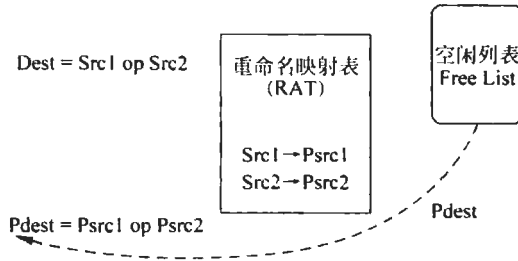 Dest = Src1 op Src2
重命名映射表
(RAT)
空闲列表
Free List
Src1→Psrc1
Src2→Psrc2
Pdest = Psrc1 op Psrc2
Pdest